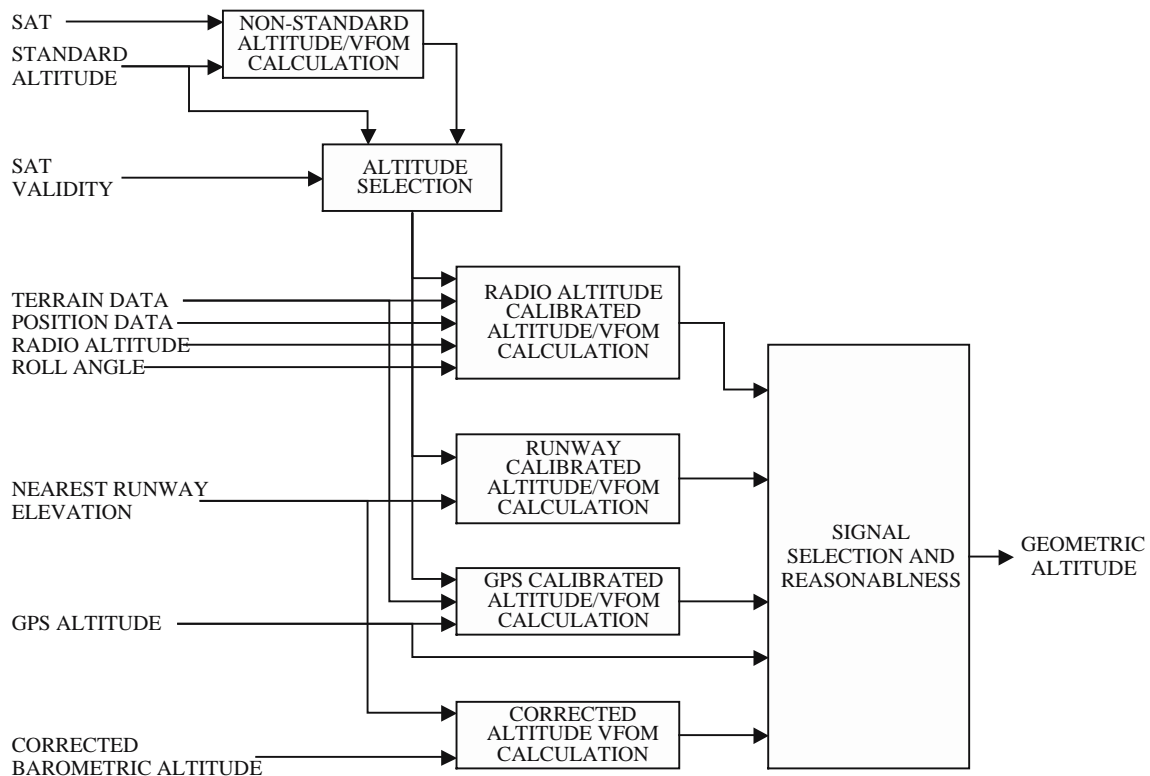 SAT
STANDARD
ALTITUDE
NON-STANDARD
ALTITUDE/VFOM
CALCULATION
SAT
VALIDITY
ALTITUDE
SELECTION
TERRAIN DATA
POSITION DATA
RADIO ALTITUDE
ROLL ANGLE
RADIO ALTITUDE
CALIBRATED
ALTITUDE/VFOM
CALCULATION
NEAREST RUNWAY
ELEVATION
RUNWAY
CALIBRATED
ALTITUDE/VFOM
CALCULATION
GPS ALTITUDE
GPS CALIBRATED
ALTITUDE/VFOM
CALCULATION
CORRECTED
BAROMETRIC ALTITUDE
CORRECTED
ALTITUDE VFOM
CALCULATION
SIGNAL
SELECTION AND
REASONABLNESS
GEOMETRIC
ALTITUDE